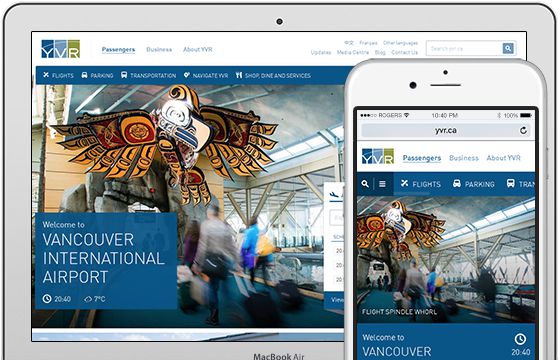 YVR
Passengers Business About YVR
中文 Français Other languages
Updates Media Centre Blog Contact Us
Search yvr.ca
FLIGHTS PARKING TRANSPORTATION NAVIGATE YVR SHOP, DINE AND SERVICES
Welcome to
VANCOUVER
INTERNATIONAL
AIRPORT
20:40 7°C
View
MacBook Air
ROGERS 10:40 PM 100%
yvr.ca
YVR
Passengers Business About YVR
FLIGHTS PARKING TRAN
FLIGHT SPINDLE WHORL
Welcome to
VANCOUVER
20:40